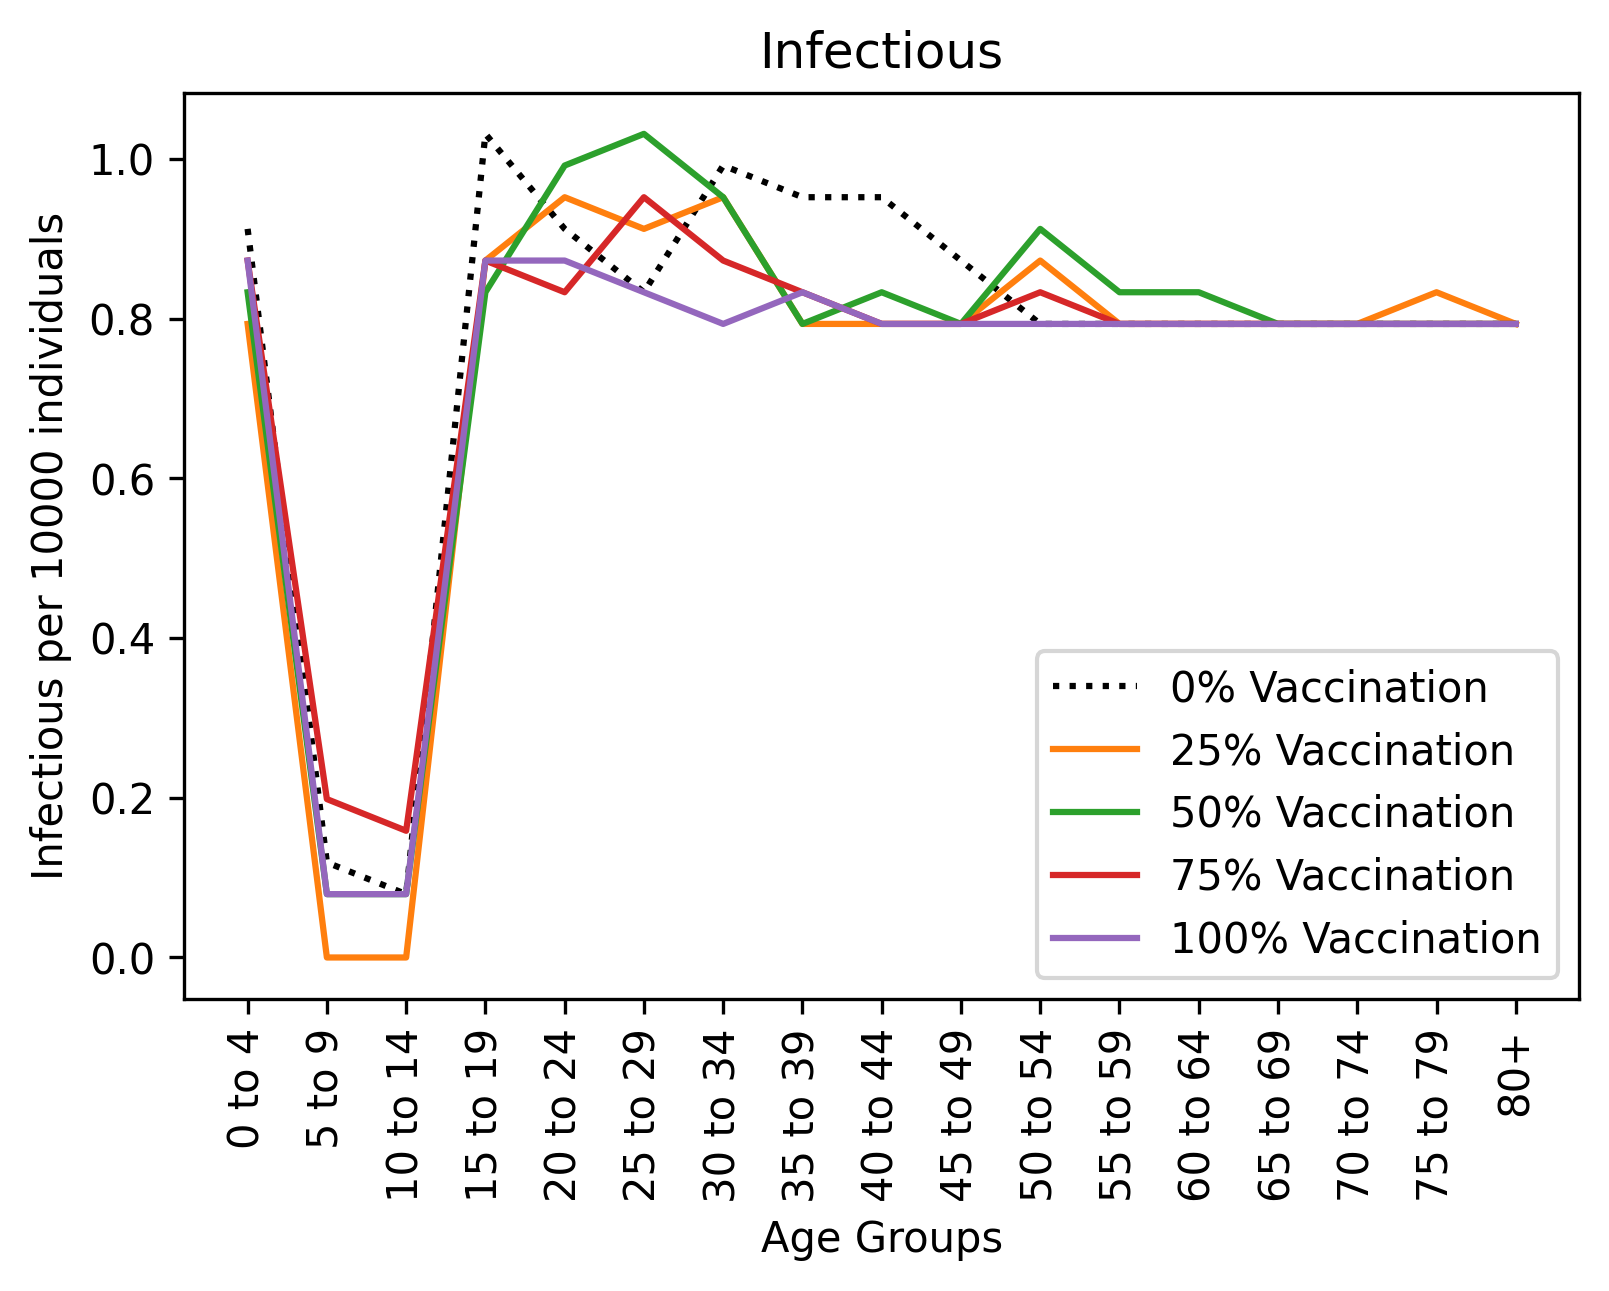 Infectious
Infectious per 10000 individuals
1.0
0.8
0.6
0.4
0.2
0.0
0% Vaccination
25% Vaccination
50% Vaccination
75% Vaccination
100% Vaccination
0 to 4
5 to 9
10 to 14
15 to 19
20 to 24
25 to 29
30 to 34
35 to 39
40 to 44
45 to 49
50 to 54
55 to 59
60 to 64
65 to 69
70 to 74
75 to 79
80+
Age Groups